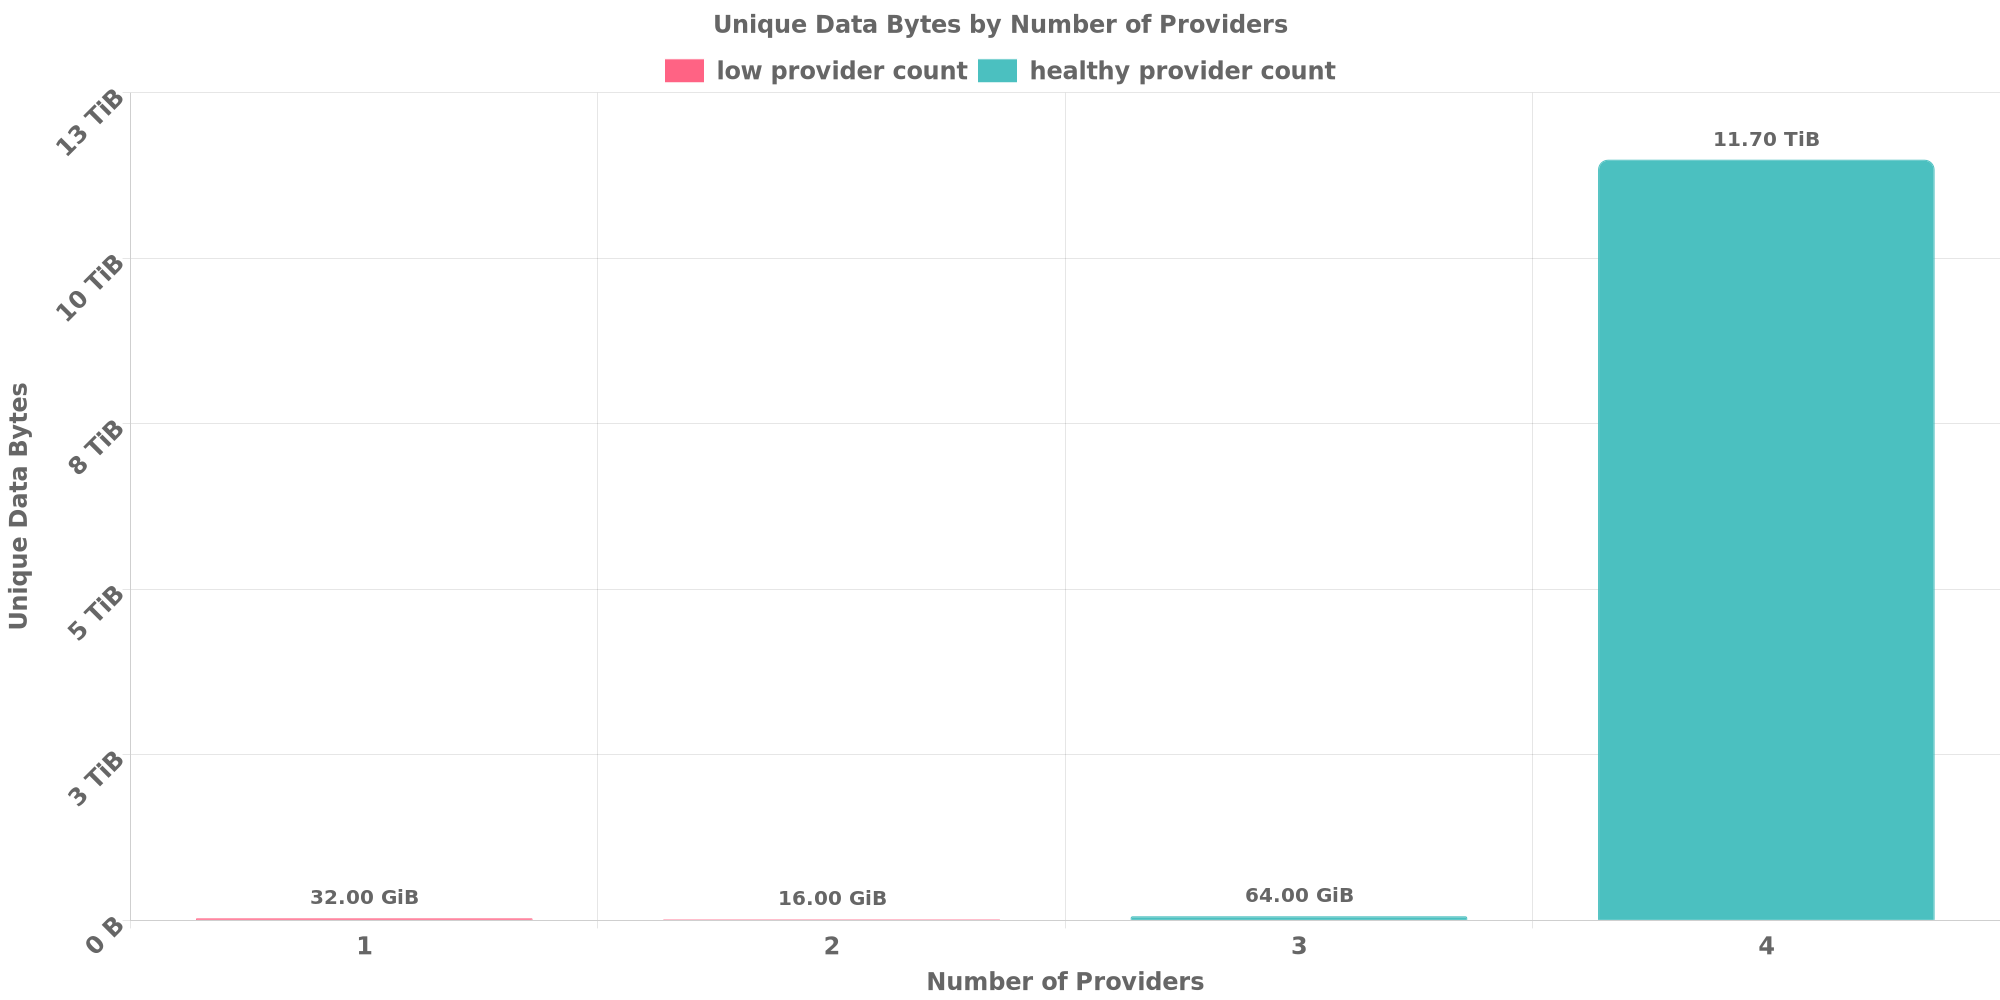 Unique Data Bytes by Number of Providers
low provider count
healthy provider count
13 TiB
10 TiB
8 TiB
5 TiB
3 TiB
0 B
Unique Data Bytes
32.00 GiB
16.00 GiB
64.00 GiB
11.70 TiB
1
2
3
4
Number of Providers